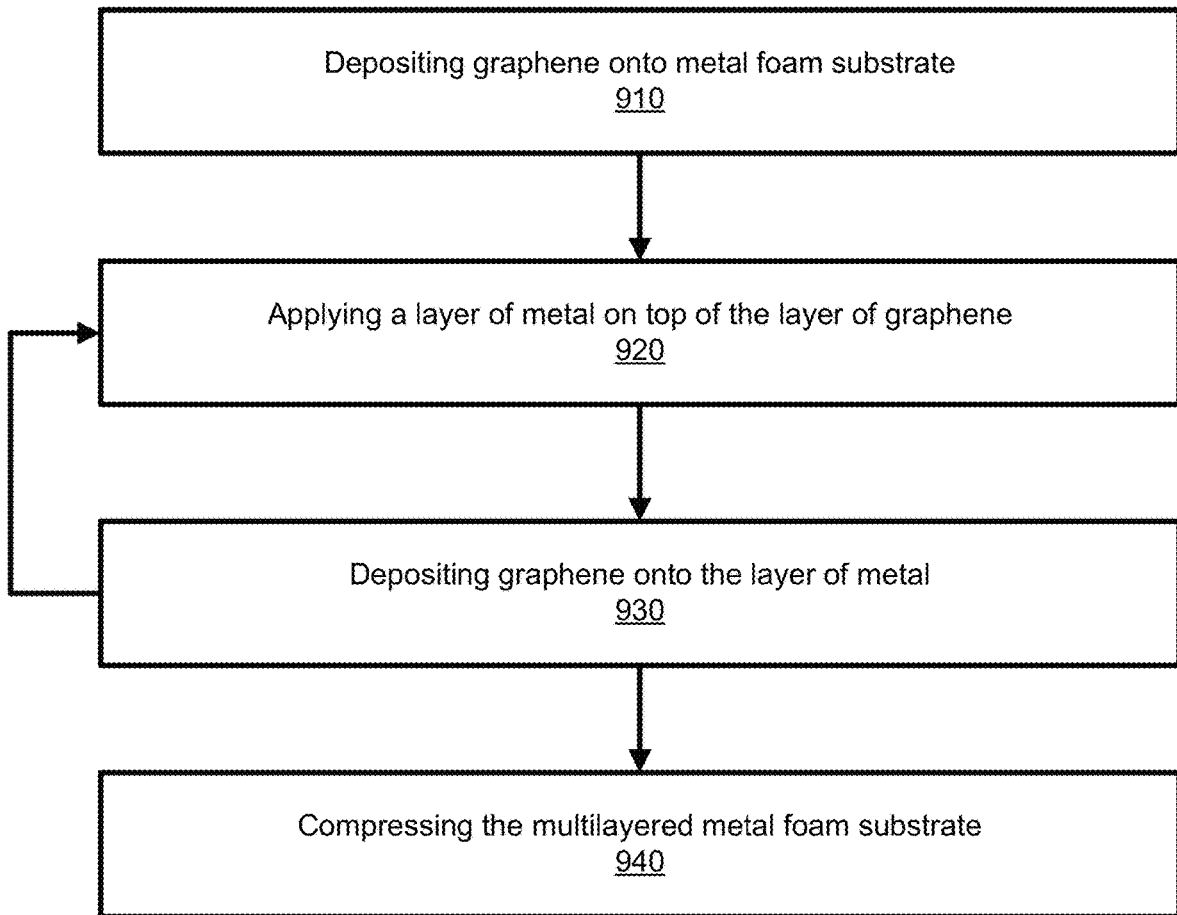 Depositing graphene onto metal foam substrate
910
Applying a layer of metal on top of the layer of graphene
920
Depositing graphene onto the layer of metal
930
Compressing the multilayered metal foam substrate
940